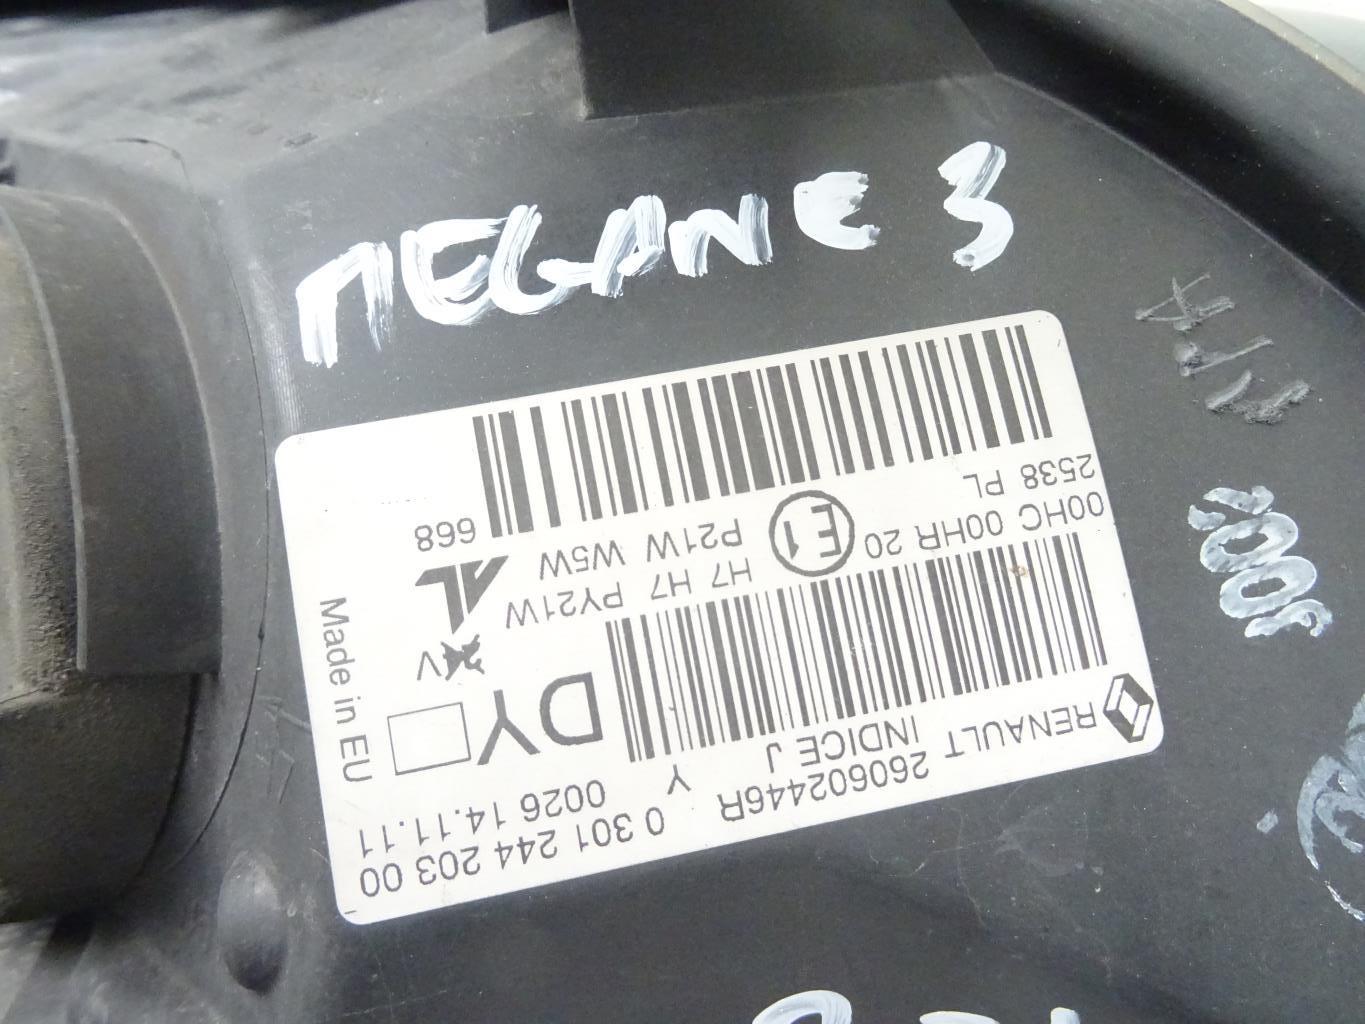 MEGANE 3
RENAULT
260602446R
0 301 244 203 00
INDICE J
Y
0026 14.11.11
DY
V
00HC 00HR 20
E1
H7 H7 PY21W
2538 PL
P21W W5W
AL
668
Made in EU